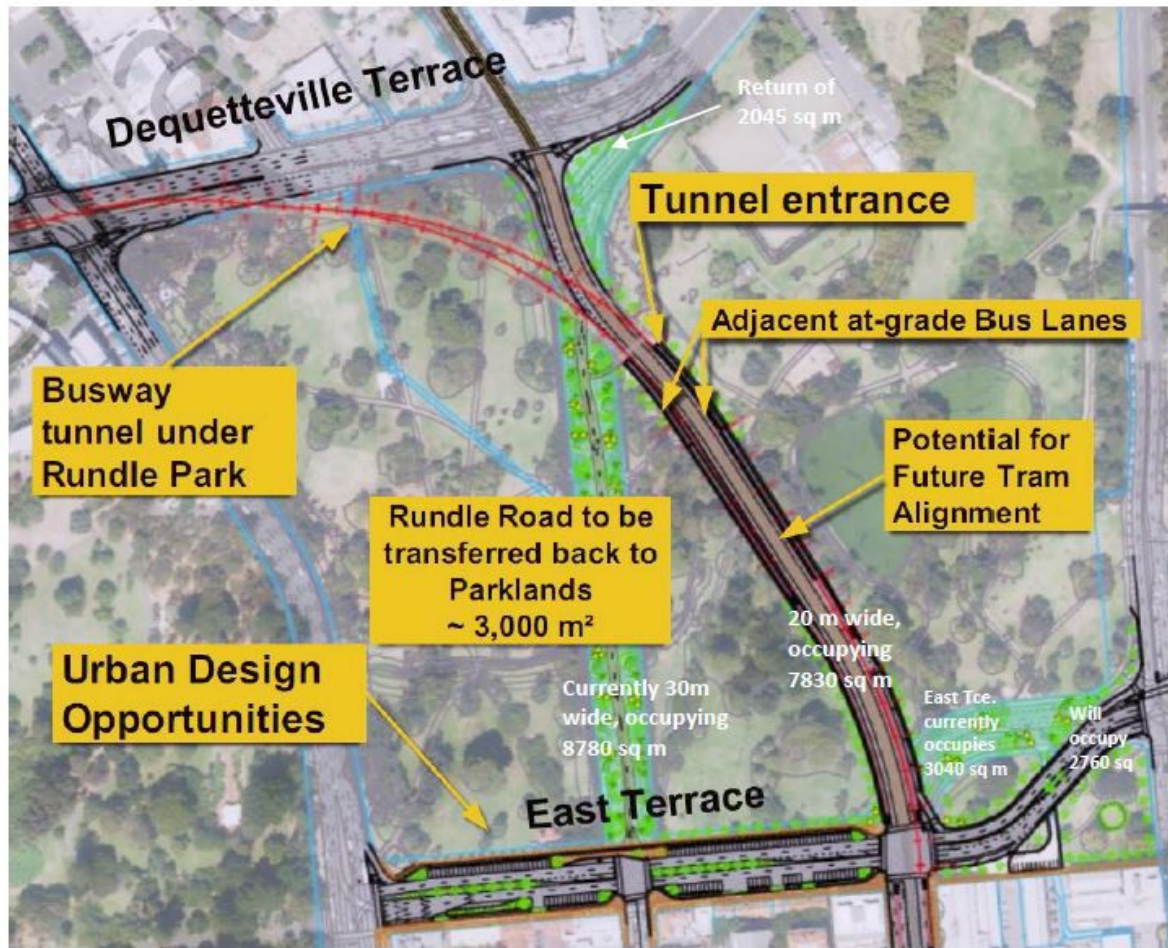 Dequetteville Terrace
Return of
2045 sq m
Tunnel entrance
Adjacent at-grade Bus Lanes
Busway
tunnel under
Rundle Park
Potential for
Future Tram
Alignment
Rundle Road to be
transferred back to
Parklands
~ 3,000 m²
20 m wide,
occupying
7830 sq m
Urban Design
Opportunities
Currently 30m
wide, occupying
8780 sq m
East Tce.
currently
occupies
3040 sq m
Will
occupy
2760 sq
East Terrace